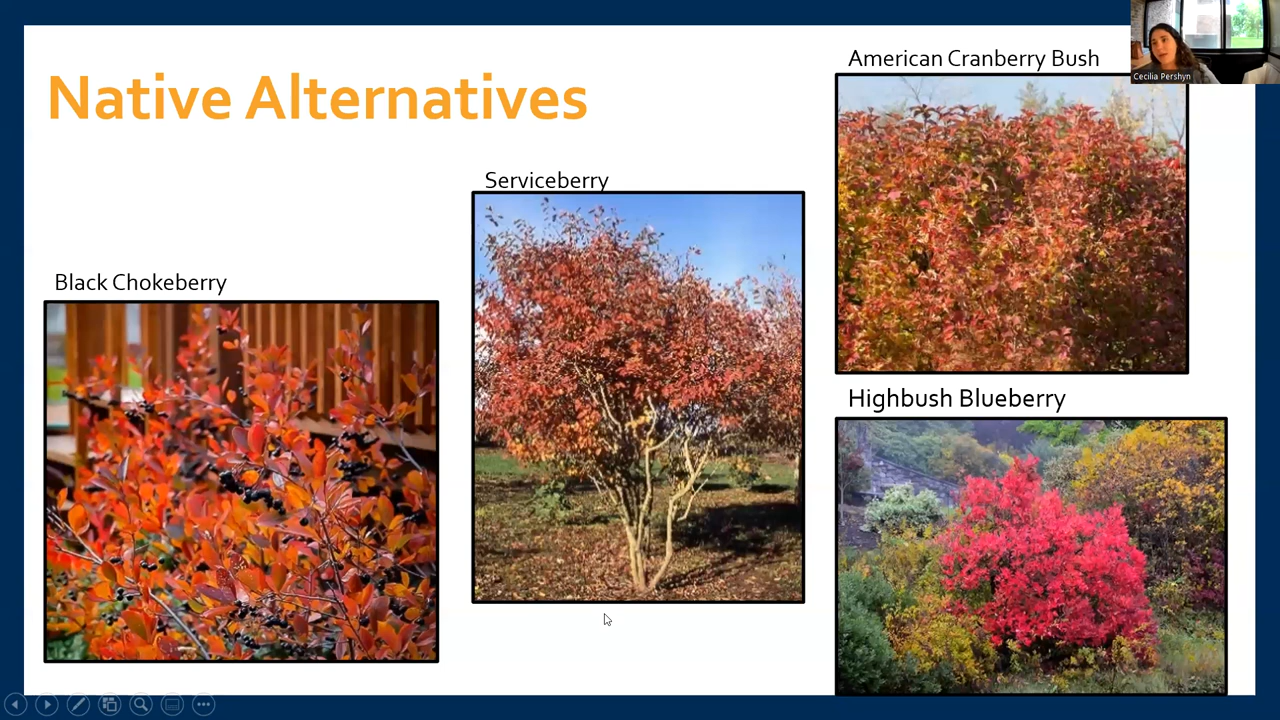 Native Alternatives
American Cranberry Bush
Cecilia Pershyn
Serviceberry
Black Chokeberry
Highbush Blueberry